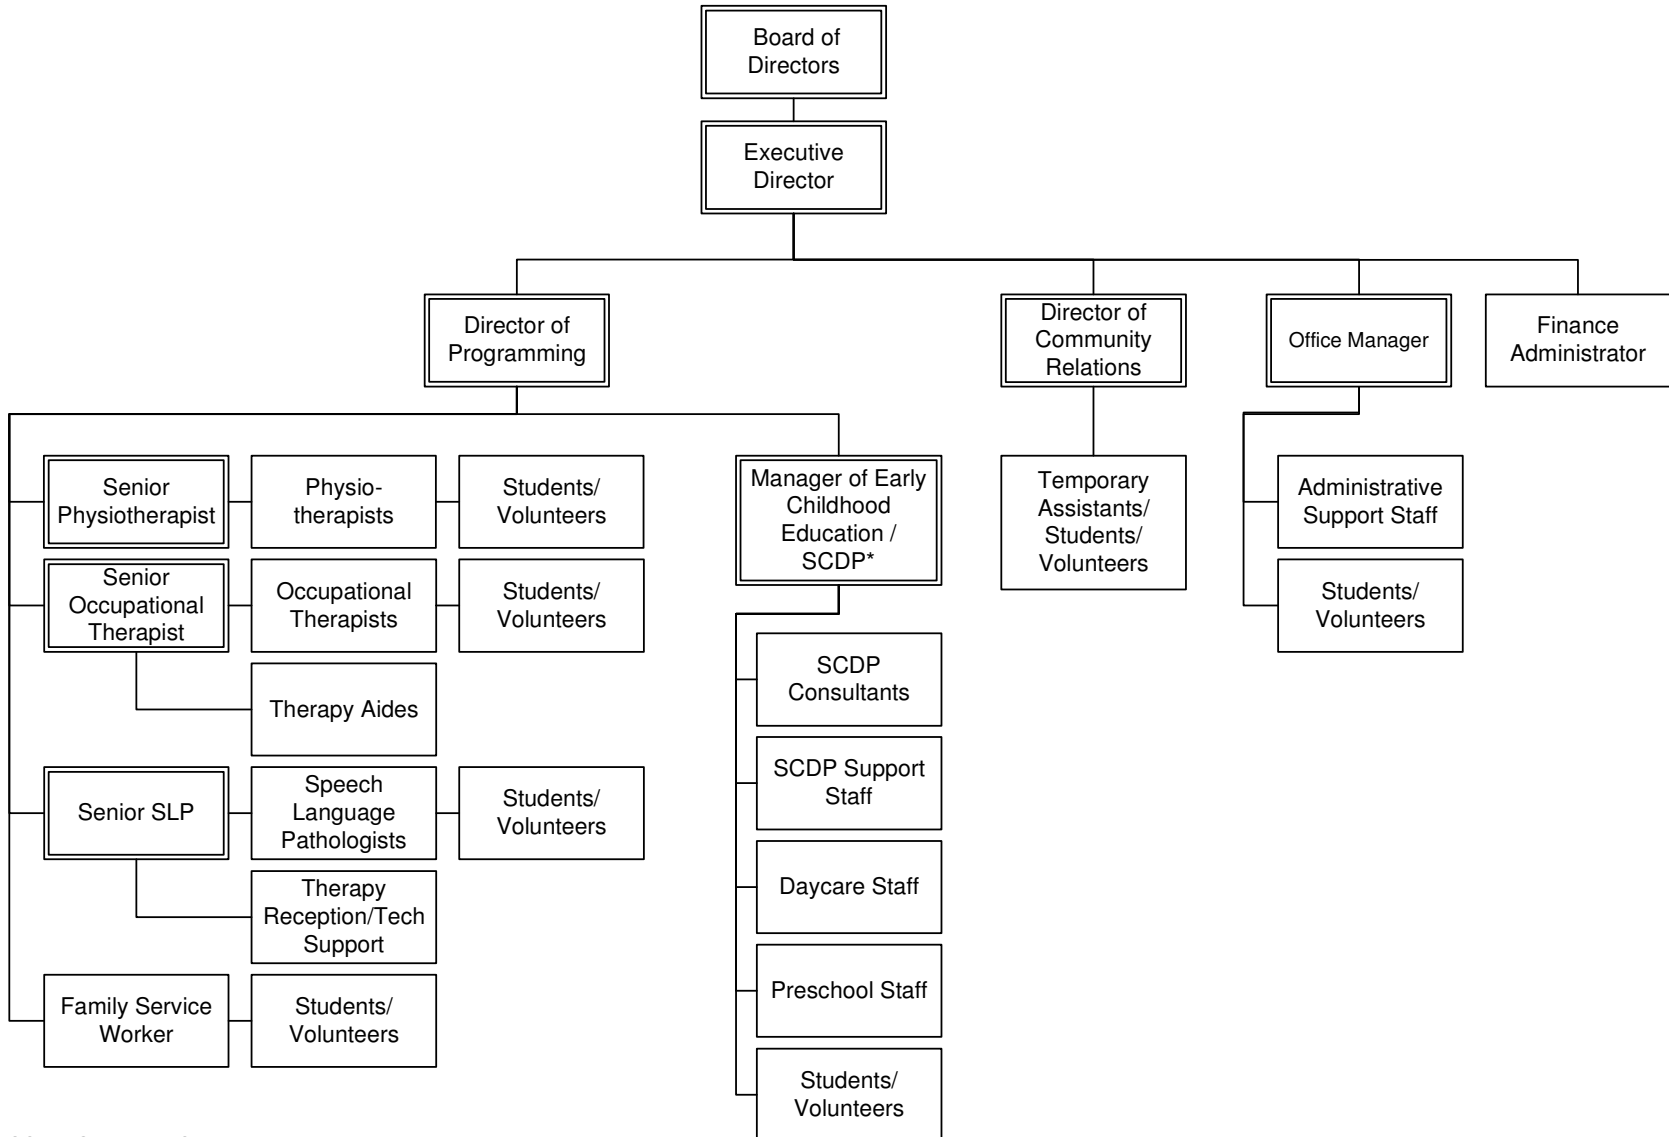 Board of
Directors
Executive
Director
Director of
Programming
Director of
Community
Relations
Office Manager
Finance
Administrator
Senior
Physiotherapist
Physio-
therapists
Students/
Volunteers
Manager of Early
Childhood
Education /
SCDP*
Temporary
Assistants/
Students/
Volunteers
Administrative
Support Staff
Senior
Occupational
Therapist
Occupational
Therapists
Students/
Volunteers
Students/
Volunteers
SCDP
Consultants
Therapy Aides
SCDP Support
Staff
Senior SLP
Speech
Language
Pathologists
Students/
Volunteers
Therapy
Reception/Tech
Support
Daycare Staff
Family Service
Worker
Students/
Volunteers
Preschool Staff
Students/
Volunteers